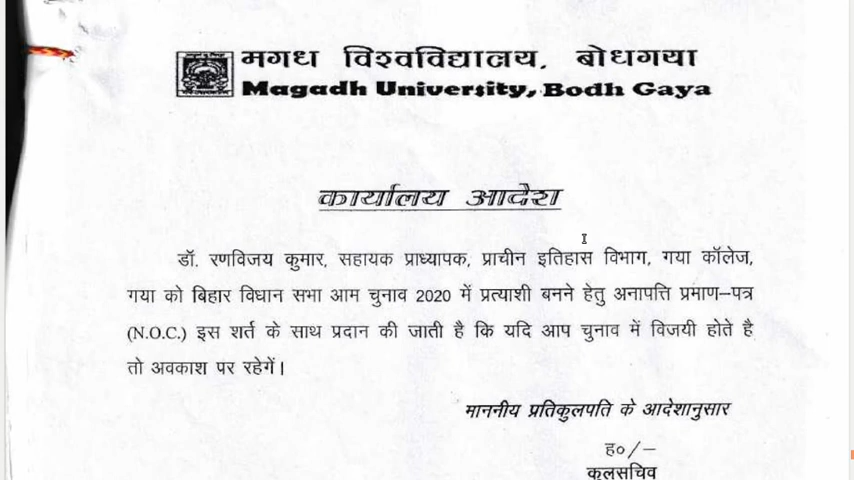 मगध विश्वविद्यालय, बोधगया
Magadh University, Bodh Gaya
कार्यालय आदेश
डॉ. रणविजय कुमार, सहायक प्राध्यापक, प्राचीन इतिहास विभाग, गया कॉलेज,
गया को बिहार विधान सभा आम चुनाव 2020 में प्रत्याशी बनने हेतु अनापत्ति प्रमाण–पत्र
(N.O.C.) इस शर्त के साथ प्रदान की जाती है कि यदि आप चुनाव में विजयी होते है
तो अवकाश पर रहेगें।
माननीय प्रतिकुलपति के आदेशानुसार
ह०/–
कुलसचिव